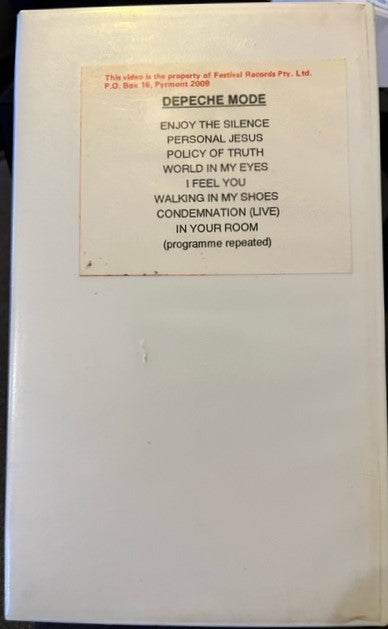 This video is the property of Festival Records Pty. Ltd.
P.O. Box 16, Pyrmont 2009
DEPECHE MODE
ENJOY THE SILENCE
PERSONAL JESUS
POLICY OF TRUTH
WORLD IN MY EYES
I FEEL YOU
WALKING IN MY SHOES
CONDEMNATION (LIVE)
IN YOUR ROOM
(programme repeated)